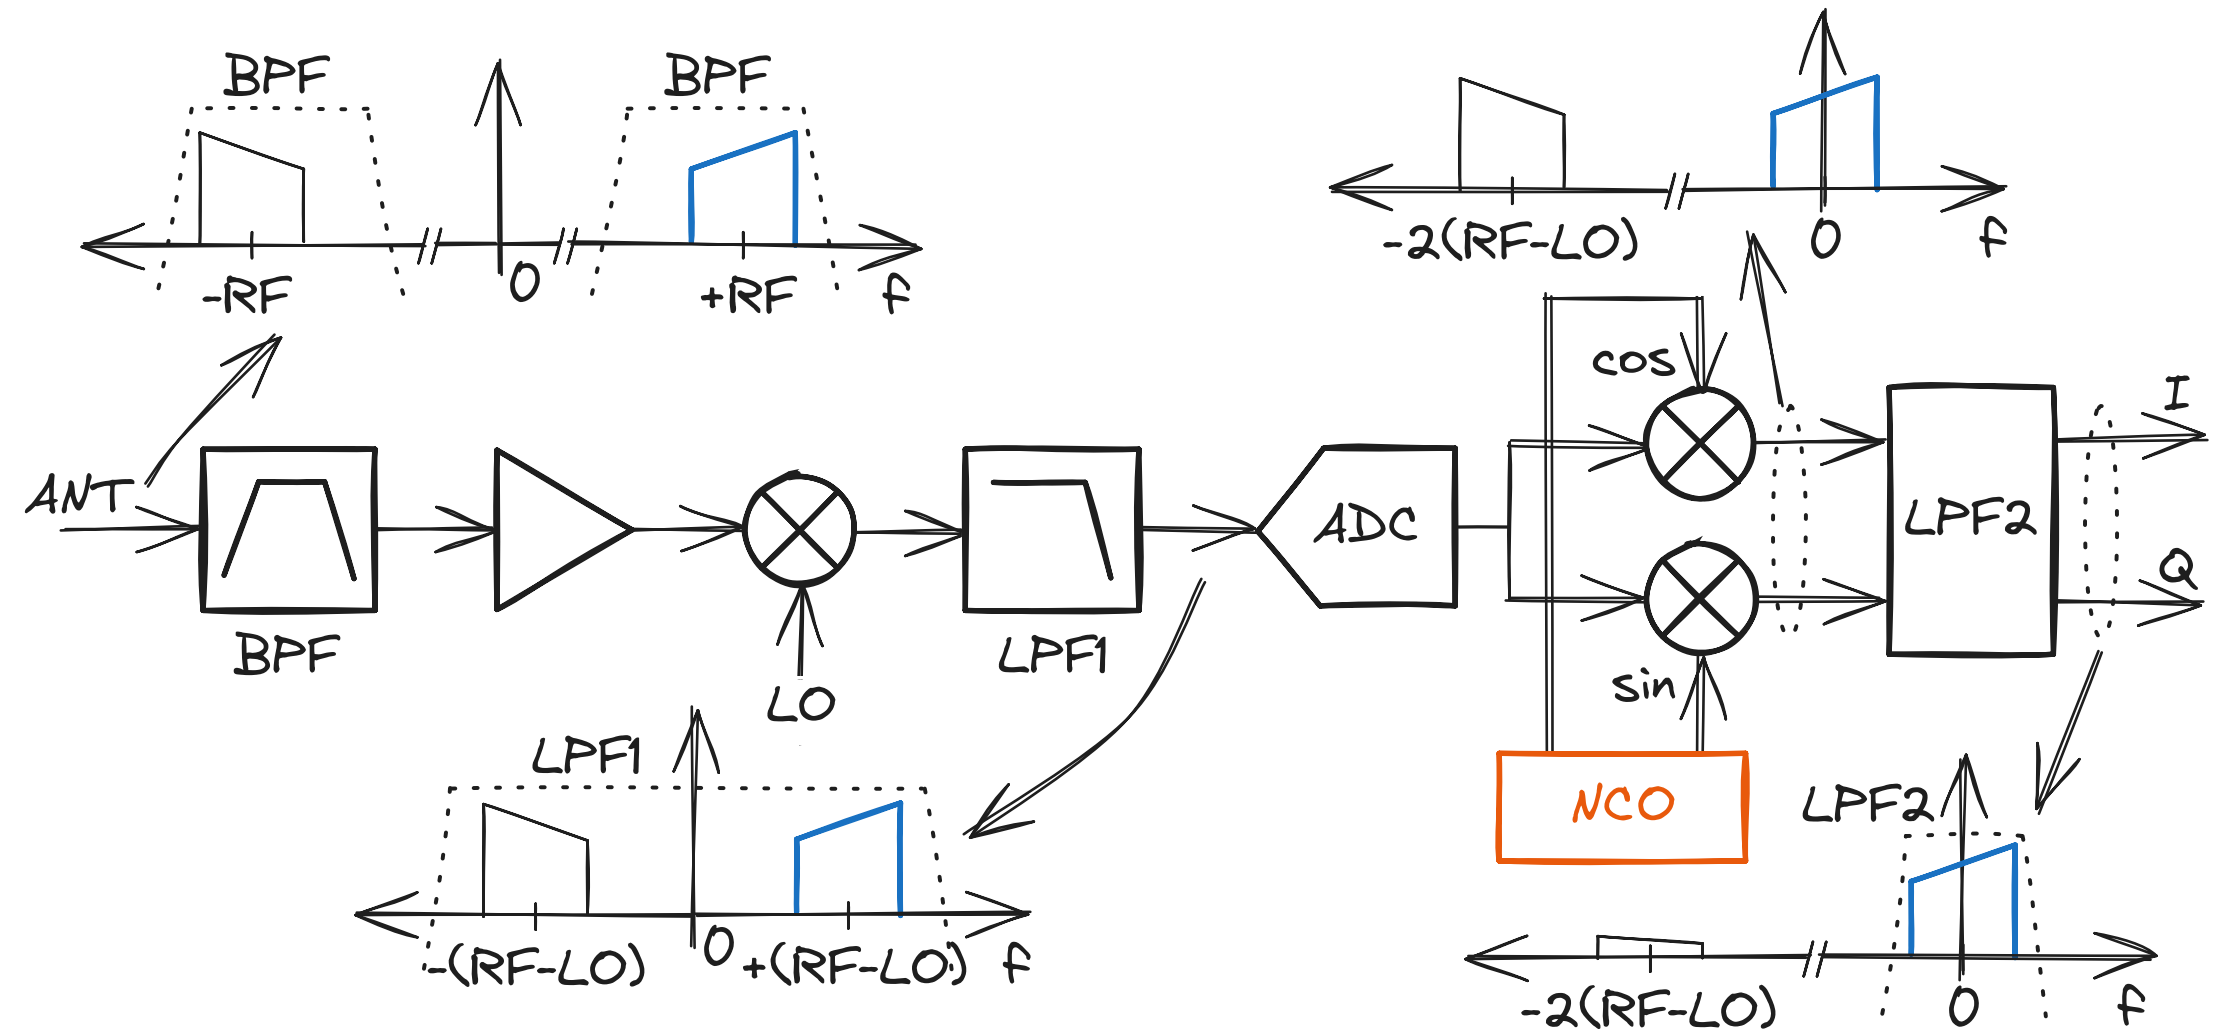 BPF
BPF
-RF
0
+RF
f
-2(RF-LO)
0
f
ANT
BPF
LO
LPF1
ADC
cos
sin
NCO
LPF2
I
Q
LPF1
-(RF-LO)
0
+(RF-LO)
f
LPF2
-2(RF-LO)
0
f